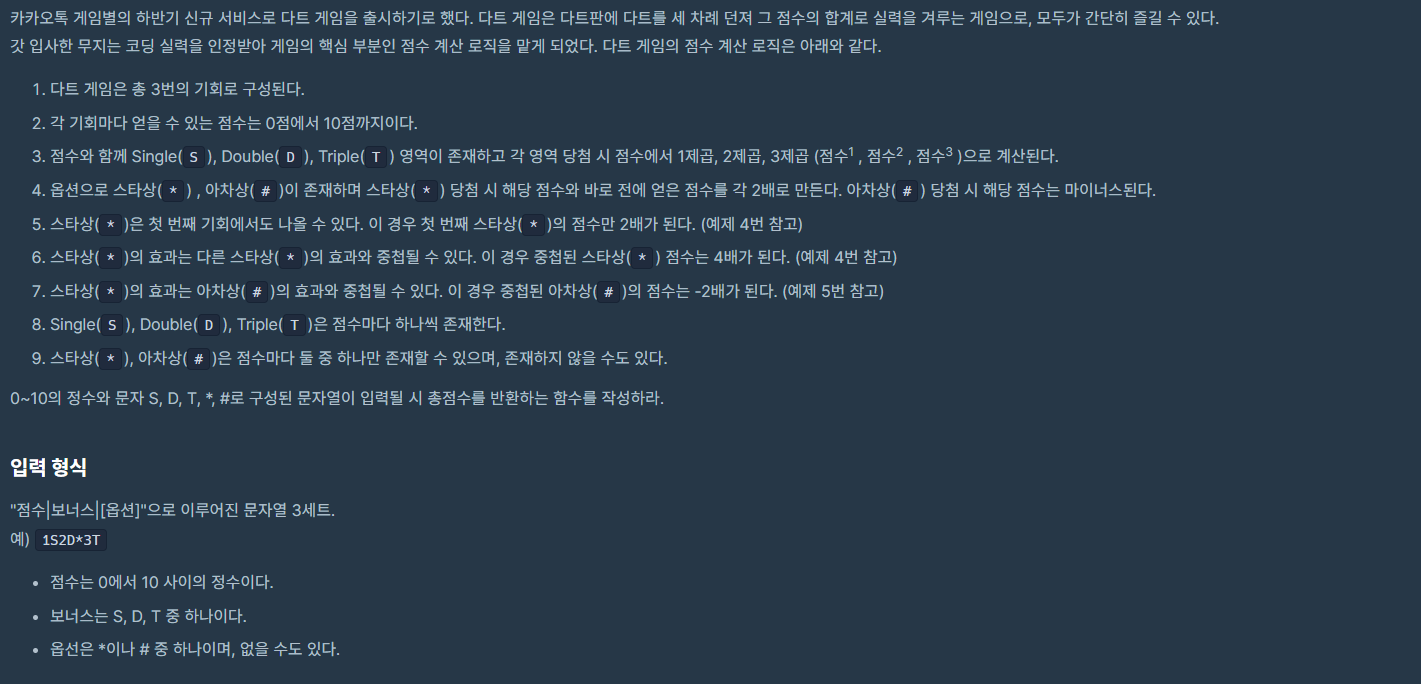 카카오톡 게임별의 하반기 신규 서비스로 다트 게임을 출시하기로 했다. 다트 게임은 다트판에 다트를 세 차례 던져 그 점수의 합계로 실력을 겨루는 게임으로, 모두가 간단히 즐길 수 있다.
갓 입사한 무지는 코딩 실력을 인정받아 게임의 핵심 부분인 점수 계산 로직을 맡게 되었다. 다트 게임의 점수 계산 로직은 아래와 같다.
1. 다트 게임은 총 3번의 기회로 구성된다.
2. 각 기회마다 얻을 수 있는 점수는 0점에서 10점까지이다.
3. 점수와 함께 Single(S), Double(D), Triple(T) 영역이 존재하고 각 영역 당첨 시 점수에서 1제곱, 2제곱, 3제곱 (점수¹ , 점수² , 점수³ )으로 계산된다.
4. 옵션으로 스타상(*) , 아차상(#)이 존재하며 스타상(*) 당첨 시 해당 점수와 바로 전에 얻은 점수를 각 2배로 만든다. 아차상(#) 당첨 시 해당 점수는 마이너스된다.
5. 스타상(*)은 첫 번째 기회에서도 나올 수 있다. 이 경우 첫 번째 스타상(*)의 점수만 2배가 된다. (예제 4번 참고)
6. 스타상(*)의 효과는 다른 스타상(*)의 효과와 중첩될 수 있다. 이 경우 중첩된 스타상(*) 점수는 4배가 된다. (예제 4번 참고)
7. 스타상(*)의 효과는 아차상(#)의 효과와 중첩될 수 있다. 이 경우 중첩된 아차상(#)의 점수는 -2배가 된다. (예제 5번 참고)
8. Single(S), Double(D), Triple(T)은 점수마다 하나씩 존재한다.
9. 스타상(*), 아차상(#)은 점수마다 둘 중 하나만 존재할 수 있으며, 존재하지 않을 수도 있다.
0~10의 정수와 문자 S, D, T, *, #로 구성된 문자열이 입력될 시 총점수를 반환하는 함수를 작성하라.
입력 형식
"점수|보너스|[옵션]"으로 이루어진 문자열 3세트.
예) 1S2D*3T
• 점수는 0에서 10 사이의 정수이다.
• 보너스는 S, D, T 중 하나이다.
• 옵선은 *이나 # 중 하나이며, 없을 수도 있다.